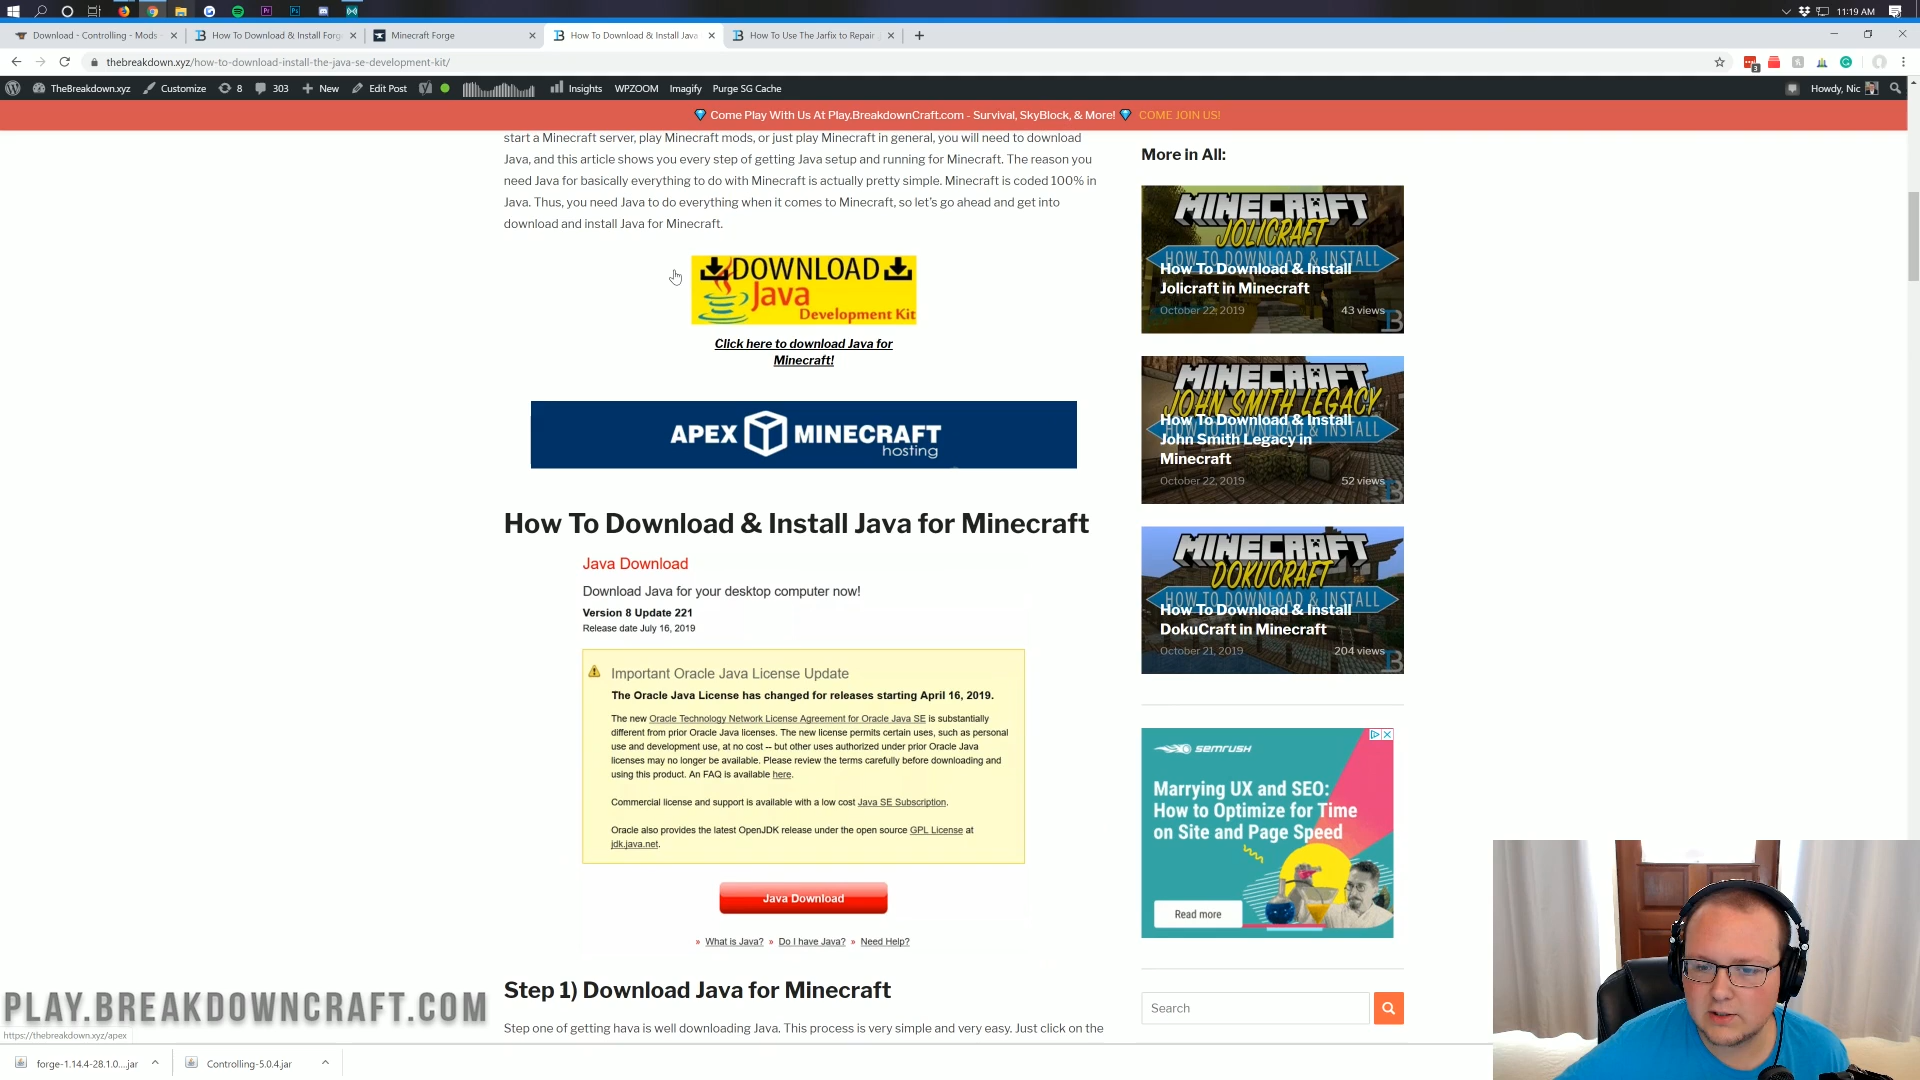 11:19 AM
Download - Controlling - Mods
How To Download & Install Forg
Minecraft Forge
How To Download & Install Java
How To Use The Jarfix to Repair
thebreakdown.xyz/how-to-download-install-the-java-se-development-kit/
3
TheBreakdown.xyz
Customize
8
303
New
Edit Post
Insights
WPZOOM
Imagify
Purge SG Cache
Howdy, Nic
Come Play With Us At Play.BreakdownCraft.com - Survival, SkyBlock, & More!
COME JOIN US!
start a Minecraft server, play Minecraft mods, or just play Minecraft in general, you will need to download
Java, and this article shows you every step of getting Java setup and running for Minecraft. The reason you
need Java for basically everything to do with Minecraft is actually pretty simple. Minecraft is coded 100% in
Java. Thus, you need Java to do everything when it comes to Minecraft, so let's go ahead and get into
download and install Java for Minecraft.
DOWNLOAD
Java
Development Kit
Click here to download Java for
Minecraft!
APEX MINECRAFT
hosting
How To Download & Install Java for Minecraft
Java Download
Download Java for your desktop computer now!
Version 8 Update 221
Release date July 16, 2019
Important Oracle Java License Update
The Oracle Java License has changed for releases starting April 16, 2019.
The new Oracle Technology Network License Agreement for Oracle Java SE is substantially
different from prior Oracle Java licenses. The new license permits certain uses, such as personal
use and development use, at no cost -- but other uses authorized under prior Oracle Java
licenses may no longer be available. Please review the terms carefully before downloading and
using this product. An FAQ is available here.
Commercial license and support is available with a low cost Java SE Subscription.
Oracle also provides the latest OpenJDK release under the open source GPL License at
jdk.java.net.
Java Download
» What is Java? » Do I have Java? » Need Help?
Step 1) Download Java for Minecraft
Step one of getting hava is well downloading Java. This process is very simple and very easy. Just click on the
More in All:
MINECRAFT
JOLICRAFT
HOW TO DOWNLOAD & INSTALL
How To Download & Install
Jolicraft in Minecraft
October 22, 2019
43 views
MINECRAFT
JOHN SMITH LEGACY
HOW TO DOWNLOAD & INSTALL
How To Download & Install
John Smith Legacy in
Minecraft
October 22, 2019
52 views
MINECRAFT
DOKUCRAFT
HOW TO DOWNLOAD & INSTALL
How To Download & Install
DokuCraft in Minecraft
October 21, 2019
204 views
SEMRUSH
Marrying UX and SEO:
How to Optimize for Time
on Site and Page Speed
Read more
Search
PLAY.BREAKDOWNCRAFT.COM
https://thebreakdown.xyz/apex
forge-1.14.4-28.1.0....jar
Controlling-5.0.4.jar